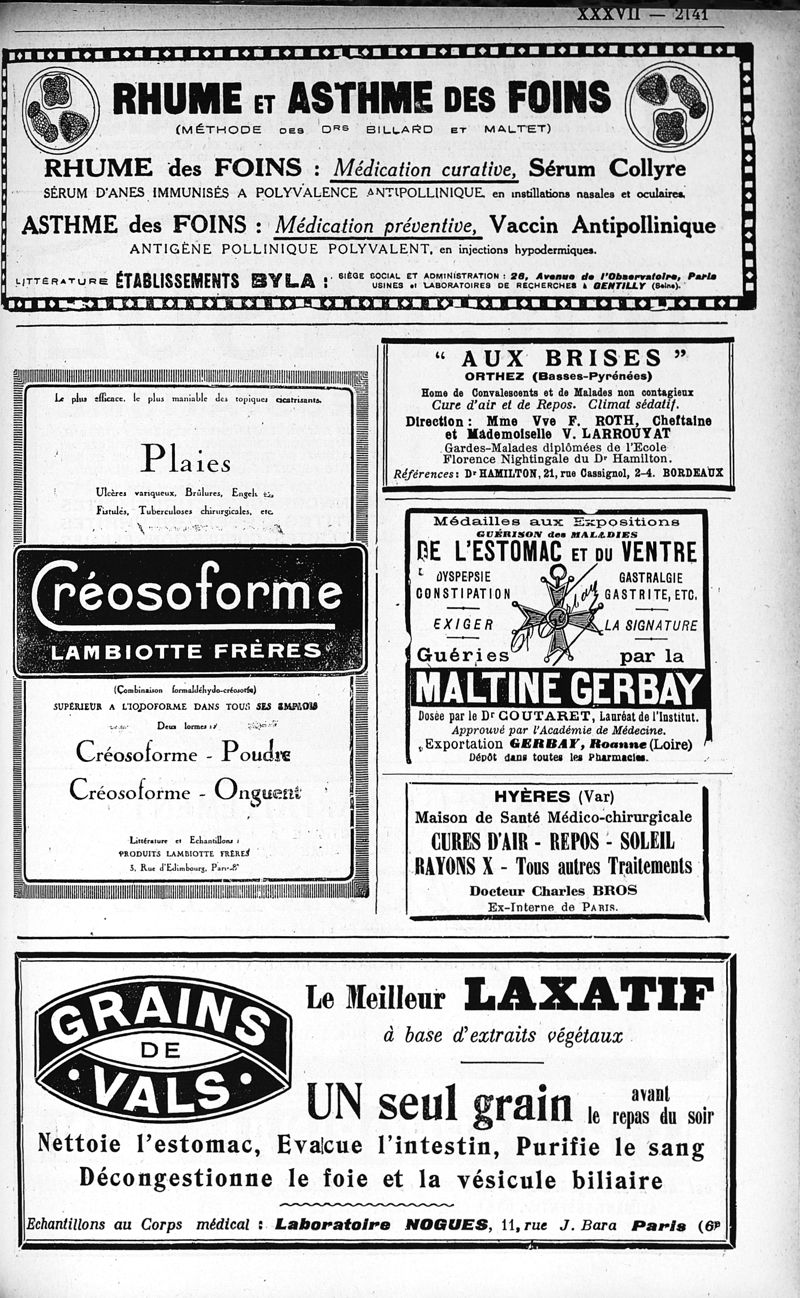 XXXVII — 2141
RHUME ET ASTHME DES FOINS
(MÉTHODE DES DRS BILLARD ET MALTET)
RHUME des FOINS : Médication curative, Sérum Collyre
SÉRUM D'ANES IMMUNISÉS A POLYVALENCE ANTIPOLLINIQUE, en instillations nasales et oculaires.
ASTHME des FOINS : Médication préventive, Vaccin Antipollinique
ANTIGÈNE POLLINIQUE POLYVALENT, en injections hypodermiques.
LITTÉRATURE ÉTABLISSEMENTS BYLA : SIÈGE SOCIAL ET ADMINISTRATION : 26, Avenue de l'Observatoire, Paris
USINES et LABORATOIRES DE RECHERCHES à GENTILLY (Seine).
Le plus efficace, le plus maniable des topiques cicatrisants.
Plaies
Ulcères variqueux, Brûlures, Engel
Fistulés, Tuberculoses chirurgicales, etc.
Créosoforme
LAMBIOTTE FRÈRES
(Combinaison formaldéhydo-créosotée)
SUPÉRIEUR A L'IODOFORME DANS TOUS SES EMPLOIS
Deux formes :
Créosoforme - Poudre
Créosoforme - Onguent
Littérature et Echantillons :
PRODUITS LAMBIOTTE FRÈRES
3, Rue d'Edimbourg, Paris-8e
“ AUX BRISES ”
ORTHEZ (Basses-Pyrénées)
Home de Convalescents et de Malades non contagieux
Cure d'air et de Repos. Climat sédatif.
Direction : Mme Vve F. ROTH, Cheftaine
et Mademoiselle V. LARROUYAT
Gardes-Malades diplômées de l'Ecole
Florence Nightingale du Dr Hamilton.
Références : Dr HAMILTON, 21, rue Cassignol, 2-4. BORDEAUX
Médailles aux Expositions
GUÉRISON des MALADIES
DE L'ESTOMAC ET DU VENTRE
DYSPEPSIE GASTRALGIE
CONSTIPATION GASTRITE, ETC.
EXIGER LA SIGNATURE
Guéries par la
MALTINE GERBAY
Dosée par le Dr COUTARET, Lauréat de l'Institut.
Approuvé par l'Académie de Médecine.
Exportation GERBAY, Roanne (Loire)
Dépôt dans toutes les Pharmacies.
HYÈRES (Var)
Maison de Santé Médico-chirurgicale
CURES D'AIR - REPOS - SOLEIL
RAYONS X - Tous autres Traitements
Docteur Charles BROS
Ex-Interne de PARIS.
GRAINS
DE
VALS
Le Meilleur LAXATIF
à base d'extraits végétaux
UN seul grain avant
le repas du soir
Nettoie l'estomac, Evacue l'intestin, Purifie le sang
Décongestionne le foie et la vésicule biliaire
Echantillons au Corps médical : Laboratoire NOGUES, 11, rue J. Bara Paris (6e